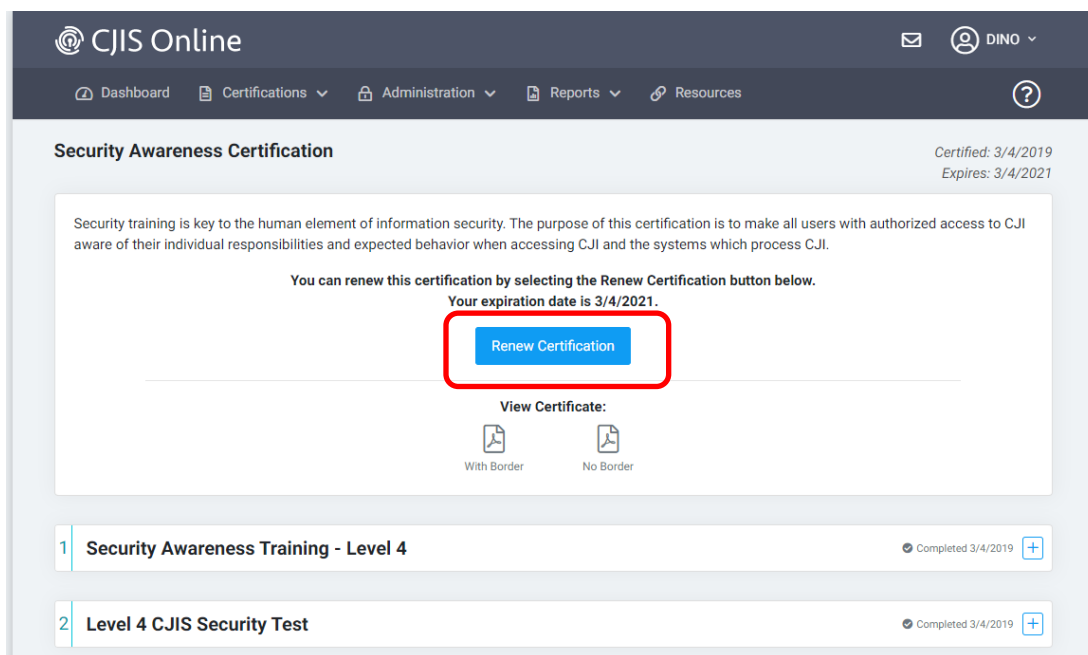 CJIS Online
DINO
Dashboard Certifications Administration Reports Resources ?
Security Awareness Certification
Certified: 3/4/2019
Expires: 3/4/2021
Security training is key to the human element of information security. The purpose of this certification is to make all users with authorized access to CJI
aware of their individual responsibilities and expected behavior when accessing CJI and the systems which process CJI.
You can renew this certification by selecting the Renew Certification button below.
Your expiration date is 3/4/2021.
Renew Certification
View Certificate:
With Border No Border
1 Security Awareness Training - Level 4 Completed 3/4/2019 +
2 Level 4 CJIS Security Test Completed 3/4/2019 +